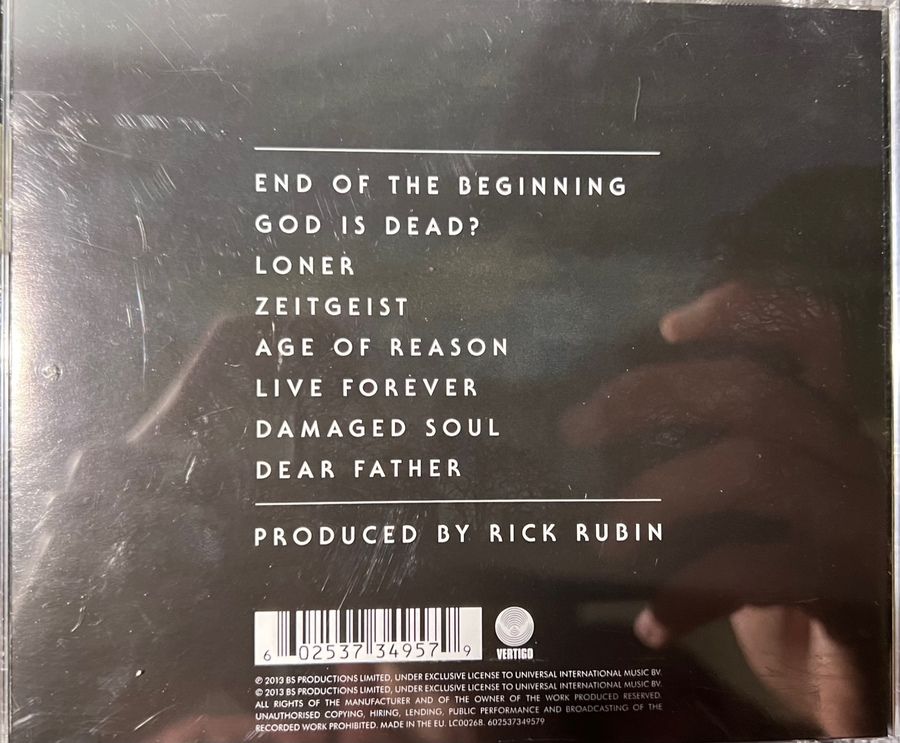 END OF THE BEGINNING
GOD IS DEAD?
LONER
ZEITGEIST
AGE OF REASON
LIVE FOREVER
DAMAGED SOUL
DEAR FATHER
PRODUCED BY RICK RUBIN
6 02537 34957 9
VERTIGO
℗ 2013 BS PRODUCTIONS LIMITED, UNDER EXCLUSIVE LICENSE TO UNIVERSAL INTERNATIONAL MUSIC BV.
© 2013 BS PRODUCTIONS LIMITED, UNDER EXCLUSIVE LICENSE TO UNIVERSAL INTERNATIONAL MUSIC BV.
ALL RIGHTS OF THE MANUFACTURER AND OF THE OWNER OF THE WORK PRODUCED RESERVED.
UNAUTHORISED COPYING, HIRING, LENDING, PUBLIC PERFORMANCE AND BROADCASTING OF THE
RECORDED WORK PROHIBITED. MADE IN THE EU. LC00268. 602537349579